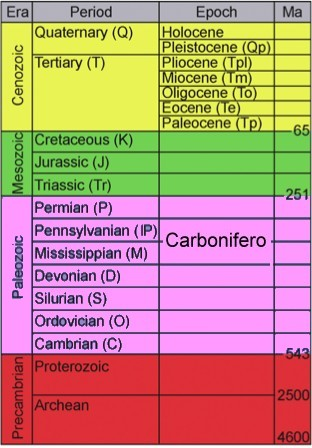 Era Period Epoch Ma
Cenozoic
Quaternary (Q) Holocene
Pleistocene (Qp)
Tertiary (T) Pliocene (Tpl)
Miocene (Tm)
Oligocene (To)
Eocene (Te)
Paleocene (Tp)
65
Mesozoic
Cretaceous (K)
Jurassic (J)
Triassic (Tr)
251
Paleozoic
Permian (P)
Pennsylvanian (IP) Carbonifero
Mississippian (M)
Devonian (D)
Silurian (S)
Ordovician (O)
Cambrian (C)
543
Precambrian
Proterozoic
2500
Archean
4600